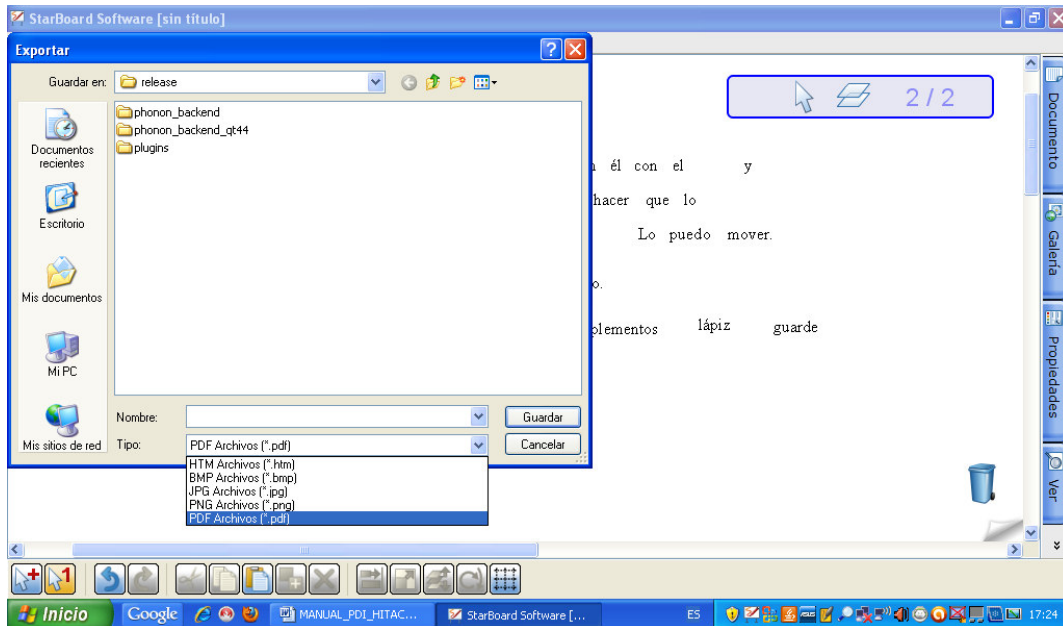 StarBoard Software [sin título]
Exportar
Guardar en: release
phonon_backend
phonon_backend_qt44
plugins
Documentos recientes
Escritorio
Mis documentos
Mi PC
Mis sitios de red
Nombre:
Guardar
Tipo: PDF Archivos (*.pdf)
Cancelar
HTM Archivos (*.htm)
BMP Archivos (*.bmp)
JPG Archivos (*.jpg)
PNG Archivos (*.png)
PDF Archivos (*.pdf)
2 / 2
él con el y
hacer que lo
Lo puedo mover.
o.
plementos lápiz guarde
Documento
Galería
Propiedades
Ver
Inicio
Google
MANUAL_PDI_HITAC...
StarBoard Software [...
ES
17:24